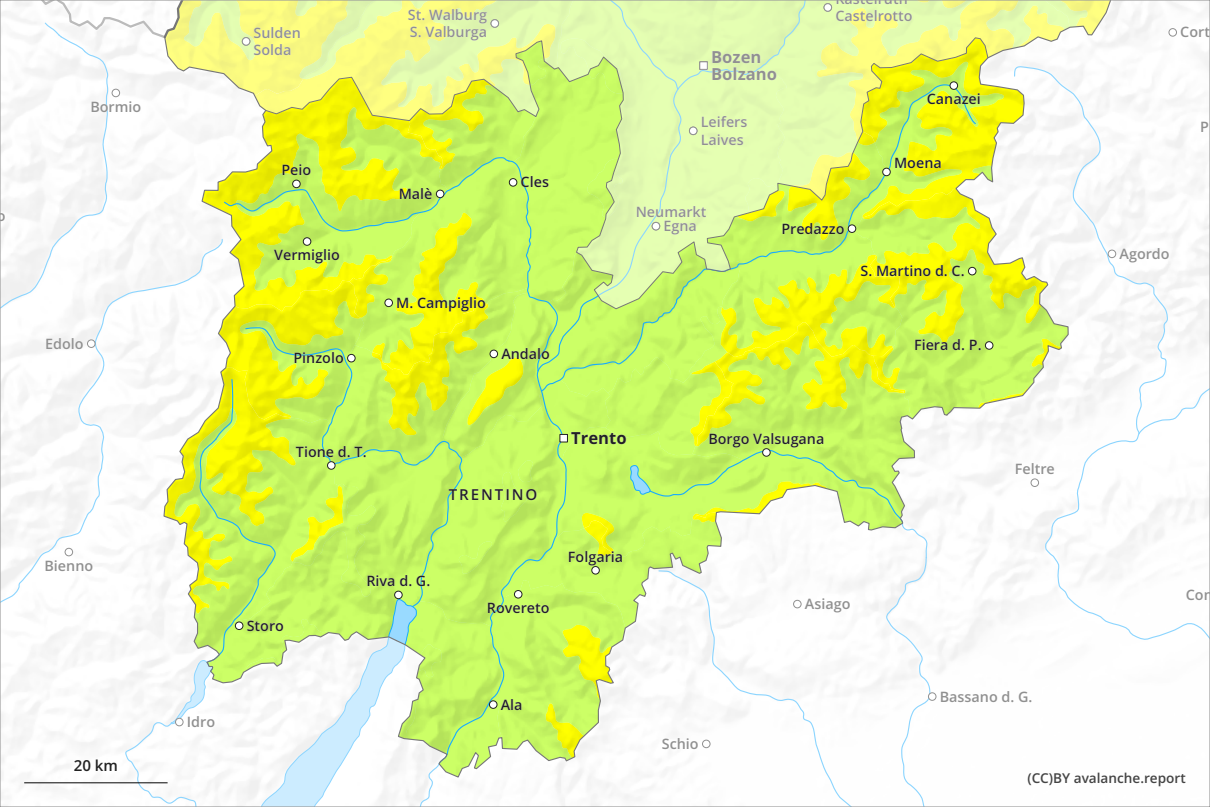 Kastelruth
Castelrotto
St. Walburg
S. Valburga
Sulden
Solda
Cort
Bozen
Bolzano
Bormio
Canazei
Leifers
Laives
P
Moena
Peio
Malè
Cles
Neumarkt
Egna
Predazzo
Vermiglio
Agordo
S. Martino d. C.
M. Campiglio
Edolo
Pinzolo
Andalo
Fiera d. P.
Trento
Borgo Valsugana
Tione d. T.
Feltre
TRENTINO
Bienno
Folgaria
Riva d. G.
Rovereto
Asiago
Cor
Storo
Bassano d. G.
Ala
Idro
Schio
20 km
(CC)BY avalanche.report